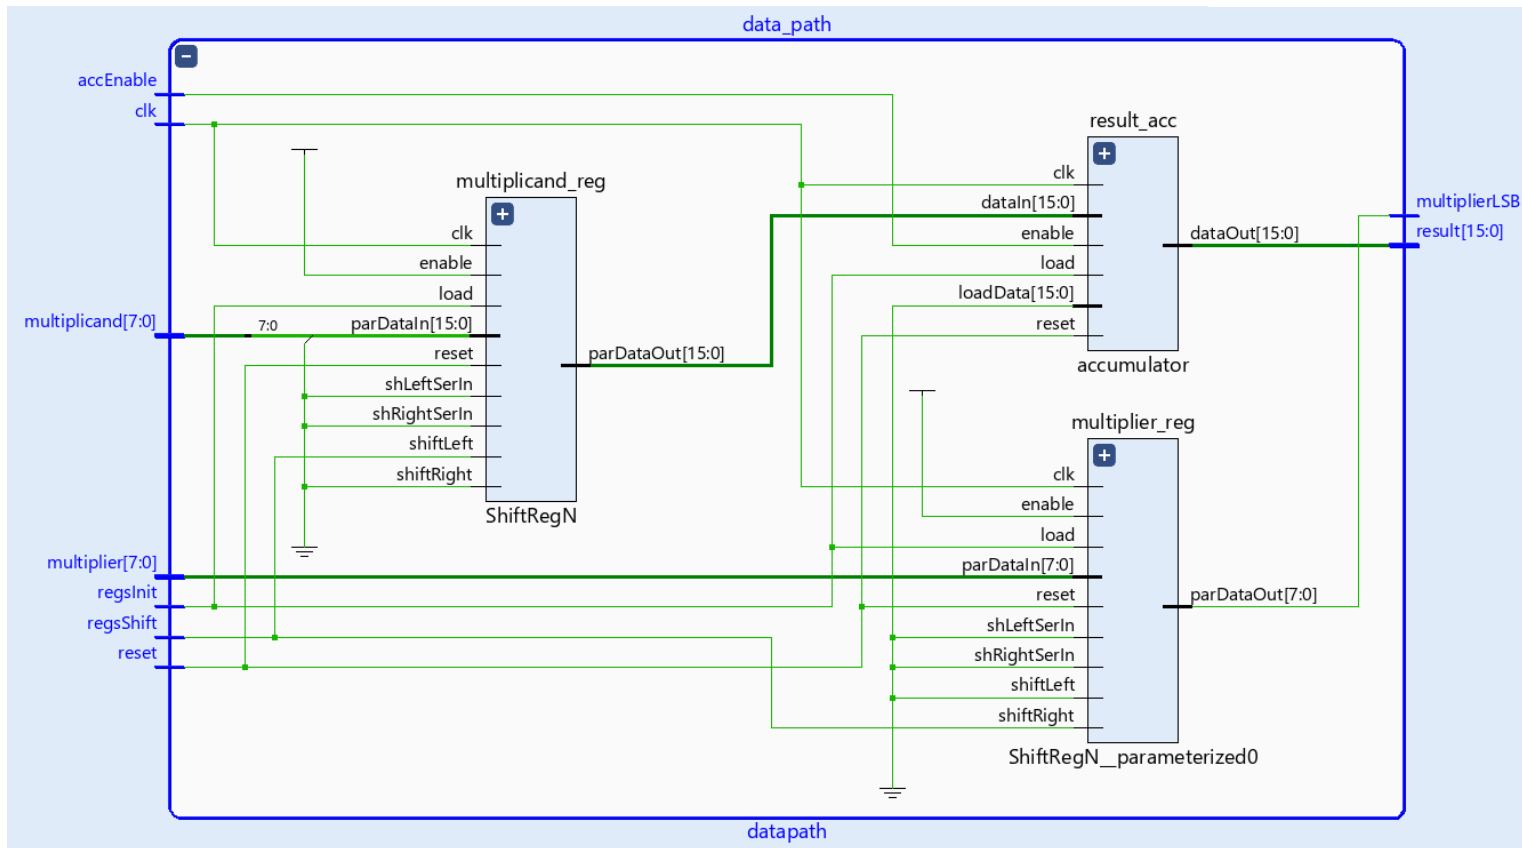 data_path
accEnable
clk
multiplicand[7:0]
multiplier[7:0]
regsInit
regsShift
reset
7:0
multiplicand_reg
clk
enable
load
parDataIn[15:0]
reset
shLeftSerIn
shRightSerIn
shiftLeft
shiftRight
parDataOut[15:0]
ShiftRegN
result_acc
clk
dataIn[15:0]
enable
load
loadData[15:0]
reset
dataOut[15:0]
accumulator
multiplier_reg
clk
enable
load
parDataIn[7:0]
reset
shLeftSerIn
shRightSerIn
shiftLeft
shiftRight
parDataOut[7:0]
ShiftRegN__parameterized0
multiplierLSB
result[15:0]
datapath